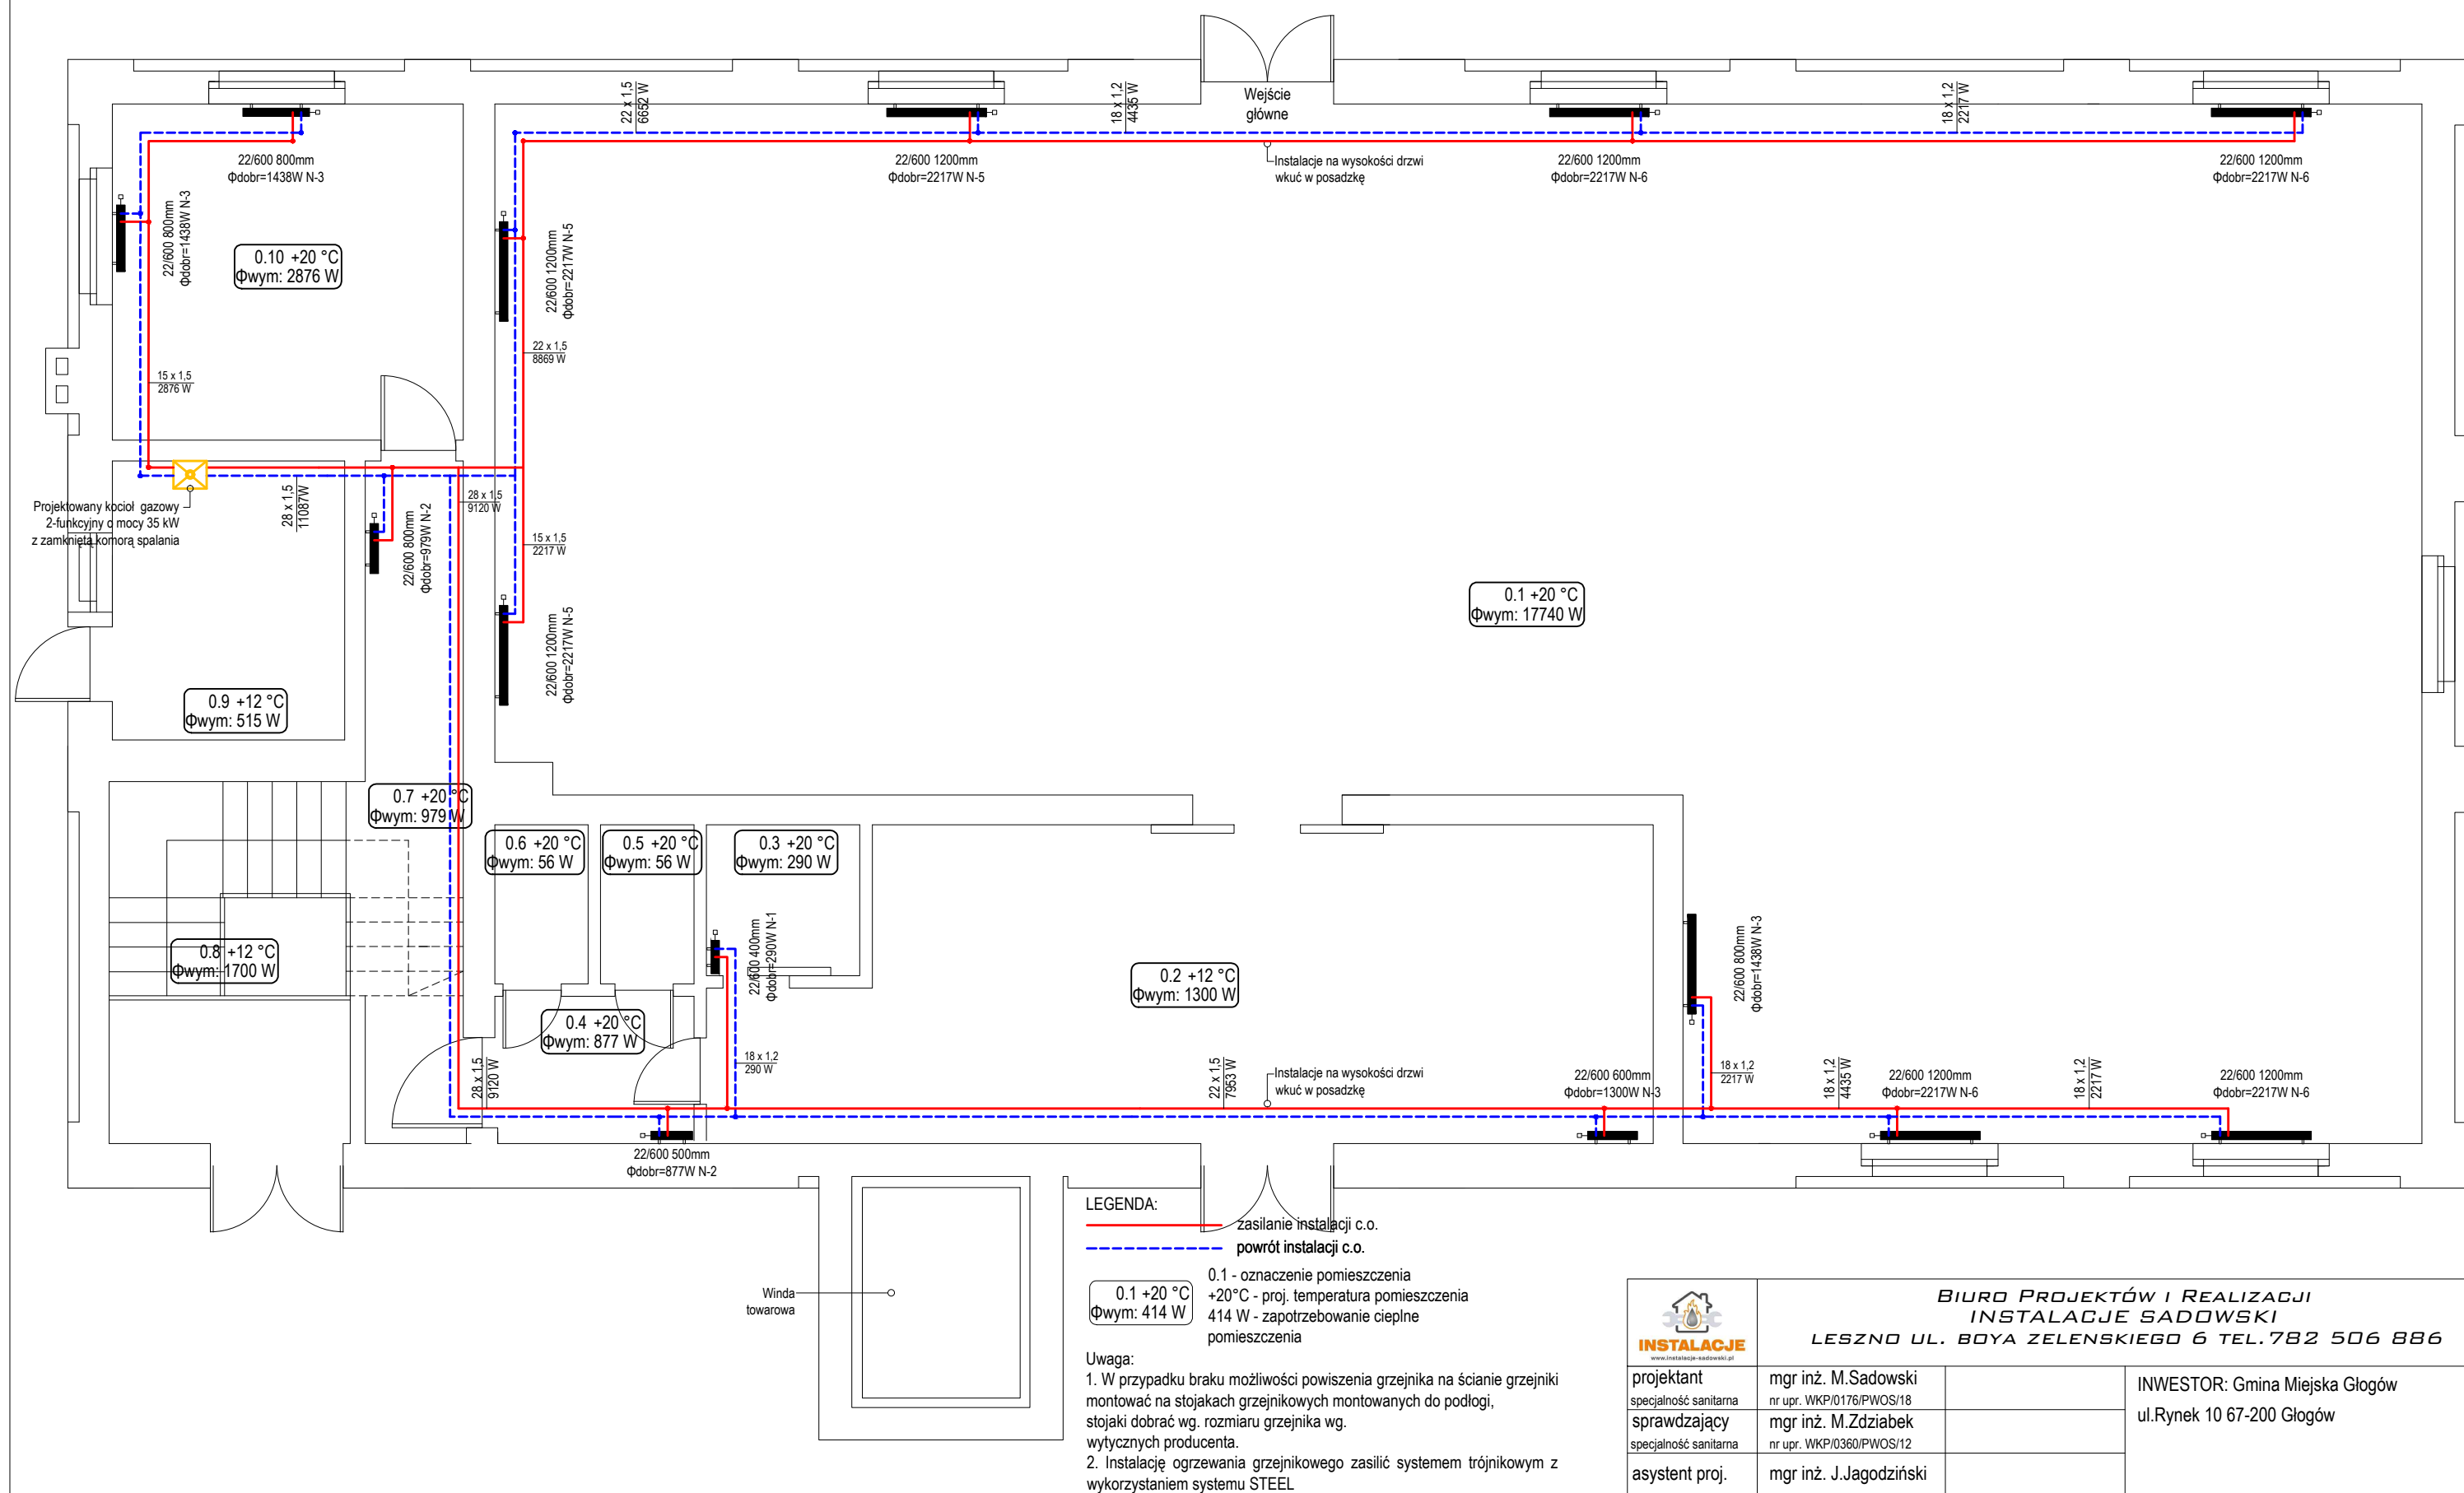 22 x 1,5
6652 W
18 x 1,2
4435 W
Wejście
główne
18 x 1,2
2217 W
22/600 800mm
Φdobr=1438W N-3
22/600 1200mm
Φdobr=2217W N-5
Instalacje na wysokości drzwi
wkuć w posadzkę
22/600 1200mm
Φdobr=2217W N-6
22/600 1200mm
Φdobr=2217W N-6
22/600 800mm
Φdobr=1438W N-3
0.10 +20 °C
Φwym: 2876 W
22/600 1200mm
Φdobr=2217W N-5
22 x 1,5
8869 W
15 x 1,5
2876 W
Projektowany kocioł gazowy
2-funkcyjny o mocy 35 kW
z zamkniętą komorą spalania
28 x 1,5
11087W
22/600 800mm
Φdobr=979W N-2
28 x 1,5
9120 W
15 x 1,5
2217 W
22/600 1200mm
Φdobr=2217W N-5
0.1 +20 °C
Φwym: 17740 W
0.9 +12 °C
Φwym: 515 W
0.7 +20 °C
Φwym: 979 W
0.6 +20 °C
Φwym: 56 W
0.5 +20 °C
Φwym: 56 W
0.3 +20 °C
Φwym: 290 W
0.8 +12 °C
Φwym: 1700 W
22/600 400mm
Φdobr=290W N-1
0.2 +12 °C
Φwym: 1300 W
22/600 800mm
Φdobr=1438W N-3
0.4 +20 °C
Φwym: 877 W
28 x 1,5
9120 W
18 x 1,2
290 W
22 x 1,5
7953 W
Instalacje na wysokości drzwi
wkuć w posadzkę
22/600 600mm
Φdobr=1300W N-3
18 x 1,2
2217 W
18 x 1,2
4435 W
22/600 1200mm
Φdobr=2217W N-6
18 x 1,2
2217 W
22/600 1200mm
Φdobr=2217W N-6
22/600 500mm
Φdobr=877W N-2
Winda
towarowa
LEGENDA:
zasilanie instalacji c.o.
powrót instalacji c.o.
0.1 +20 °C
Φwym: 414 W
0.1 - oznaczenie pomieszczenia
+20°C - proj. temperatura pomieszczenia
414 W - zapotrzebowanie cieplne
pomieszczenia
Uwaga:
1. W przypadku braku możliwości powiszenia grzejnika na ścianie grzejniki
montować na stojakach grzejnikowych montowanych do podłogi,
stojaki dobrać wg. rozmiaru grzejnika wg.
wytycznych producenta.
2. Instalację ogrzewania grzejnikowego zasilić systemem trójnikowym z
wykorzystaniem systemu STEEL
INSTALACJE
www.instalacje-sadowski.pl
BIURO PROJEKTÓW I REALIZACJI
INSTALACJE SADOWSKI
LESZNO UL. BOYA ZELENSKIEGO 6 TEL.782 506 886
projektant
specjalność sanitarna
mgr inż. M.Sadowski
nr upr. WKP/0176/PWOS/18
sprawdzający
specjalność sanitarna
mgr inż. M.Zdziabek
nr upr. WKP/0360/PWOS/12
asystent proj.
mgr inż. J.Jagodziński
INWESTOR: Gmina Miejska Głogów
ul.Rynek 10 67-200 Głogów